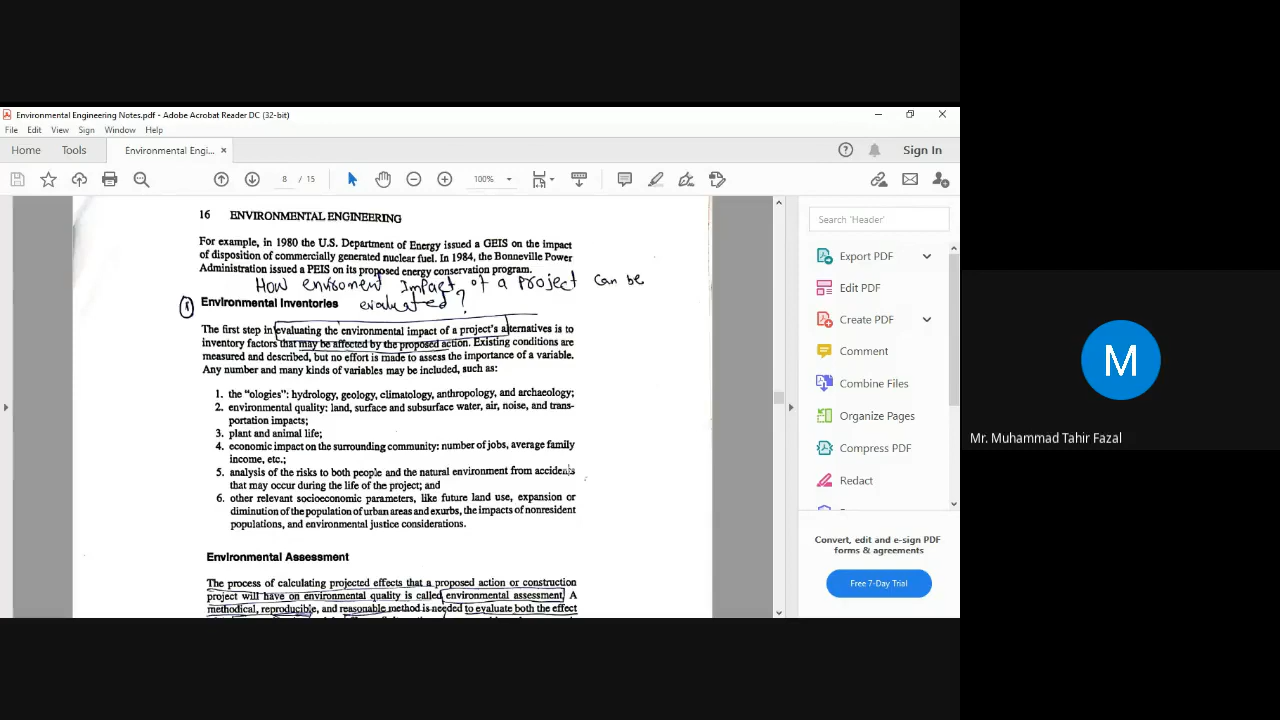 Environmental Engineering Notes.pdf - Adobe Acrobat Reader DC (32-bit)
File Edit View Sign Window Help
Home Tools Environmental Engi... × Sign In
8 / 15 100%
16 ENVIRONMENTAL ENGINEERING
For example, in 1980 the U.S. Department of Energy issued a GEIS on the impact
of disposition of commercially generated nuclear fuel. In 1984, the Bonneville Power
Administration issued a PEIS on its proposed energy conservation program.
How enviroment Impact of a project can be
evaluated?
1 Environmental Inventories
The first step in evaluating the environmental impact of a project's alternatives is to
inventory factors that may be affected by the proposed action. Existing conditions are
measured and described, but no effort is made to assess the importance of a variable.
Any number and many kinds of variables may be included, such as:
1. the "ologies": hydrology, geology, climatology, anthropology, and archaeology;
2. environmental quality: land, surface and subsurface water, air, noise, and trans-
portation impacts;
3. plant and animal life;
4. economic impact on the surrounding community: number of jobs, average family
income, etc.;
5. analysis of the risks to both people and the natural environment from accidents
that may occur during the life of the project; and
6. other relevant socioeconomic parameters, like future land use, expansion or
diminution of the population of urban areas and exurbs, the impacts of nonresident
populations, and environmental justice considerations.
Environmental Assessment
The process of calculating projected effects that a proposed action or construction
project will have on environmental quality is called environmental assessment. A
methodical, reproducible, and reasonable method is needed to evaluate both the effect
Search 'Header'
Export PDF
Edit PDF
Create PDF
Comment
Combine Files
Organize Pages
Compress PDF
Redact
Convert, edit and e-sign PDF
forms & agreements
Free 7-Day Trial
M
Mr. Muhammad Tahir Fazal